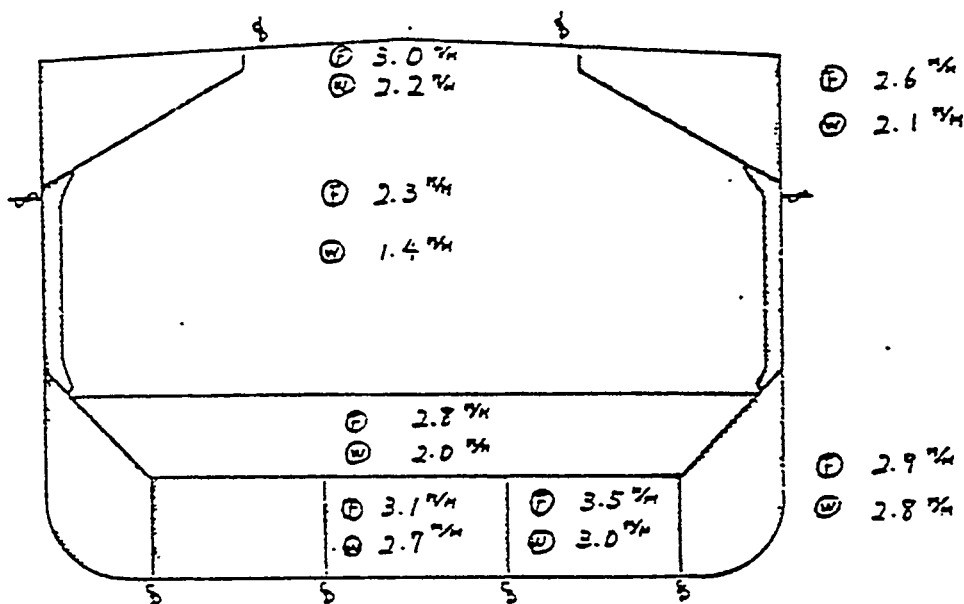 Ⓕ 3.0 m/H
Ⓦ 2.2 m/H
Ⓕ 2.6 m/H
Ⓦ 2.1 m/H
Ⓕ 2.3 m/H
Ⓦ 1.4 m/H
Ⓕ 2.8 m/H
Ⓦ 2.0 m/H
Ⓕ 2.9 m/H
Ⓦ 2.8 m/H
Ⓕ 3.1 m/H
Ⓦ 2.7 m/H
Ⓕ 3.5 m/H
Ⓦ 3.0 m/H